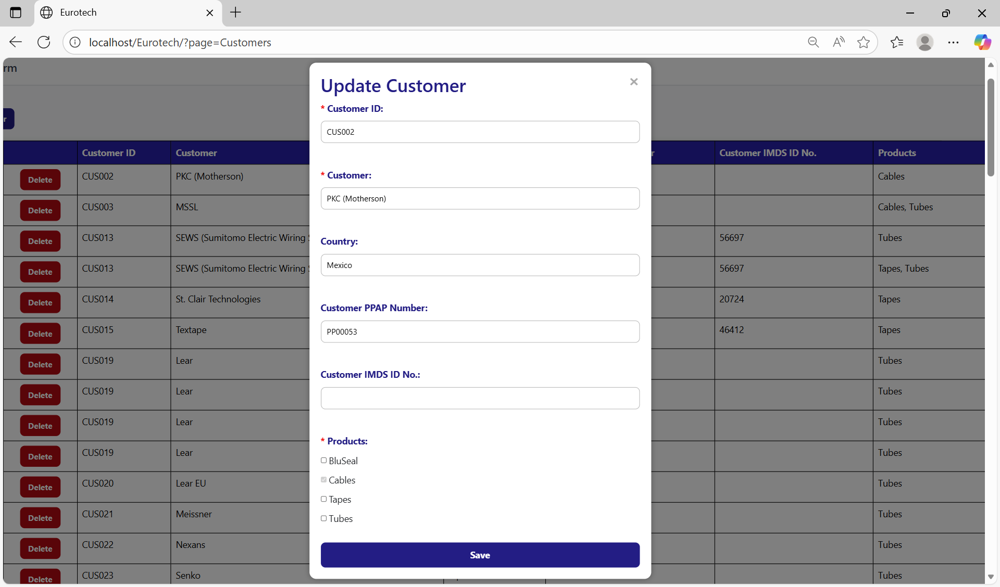 Eurotech
localhost/Eurotech/?page=Customers
rm
r
Update Customer
×
* Customer ID:
CUS002
* Customer:
PKC (Motherson)
Country:
Mexico
Customer PPAP Number:
PP00053
Customer IMDS ID No.:
* Products:
BluSeal
Cables
Tapes
Tubes
Save
Customer ID Customer r Customer IMDS ID No. Products
Delete CUS002 PKC (Motherson) Cables
Delete CUS003 MSSL Cables, Tubes
Delete CUS013 SEWS (Sumitomo Electric Wiring 56697 Tubes
Delete CUS013 SEWS (Sumitomo Electric Wiring 56697 Tapes, Tubes
Delete CUS014 St. Clair Technologies 20724 Tapes
Delete CUS015 Textape 46412 Tapes
Delete CUS019 Lear Tubes
Delete CUS019 Lear Tubes
Delete CUS019 Lear Tubes
Delete CUS019 Lear Tubes
Delete CUS020 Lear EU Tubes
Delete CUS021 Meissner Tubes
Delete CUS022 Nexans Tubes
Delete CUS023 Senko Tubes